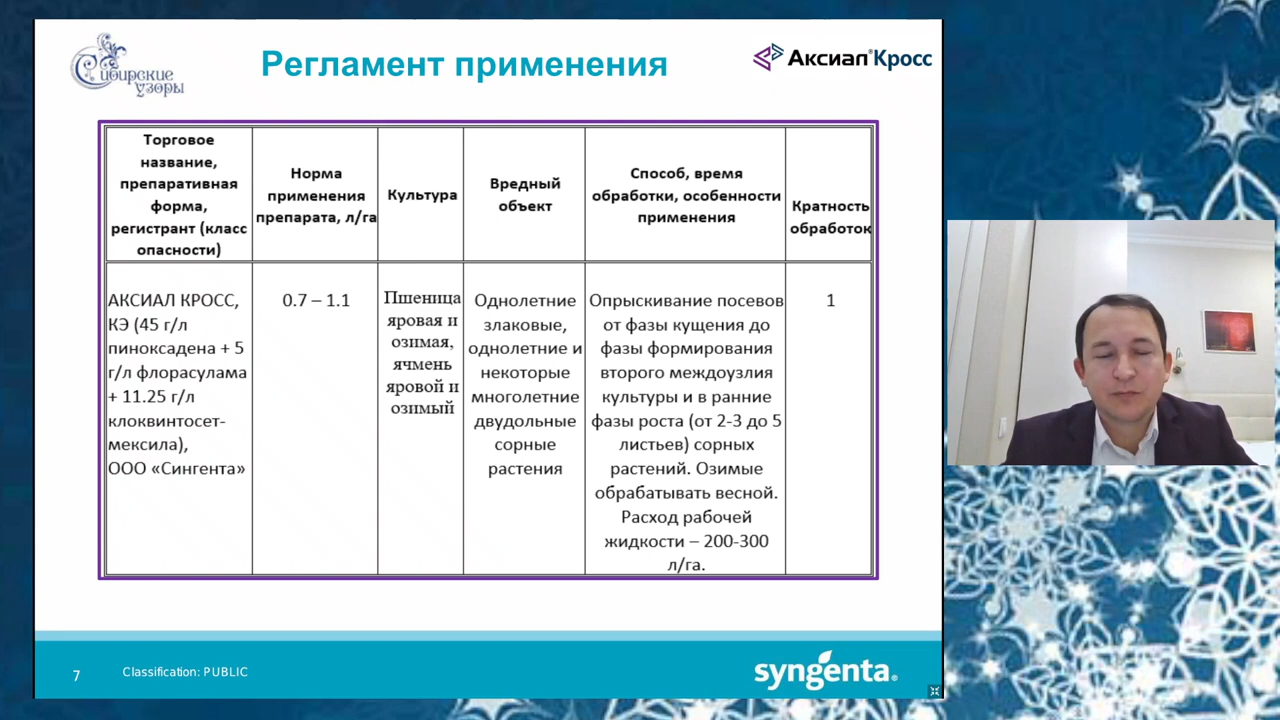 Сибирские
узоры
Регламент применения
Аксиал® Кросс
Торговое
название,
препаративная
форма,
регистрант (класс
опасности)
Норма
применения
препарата, л/га
Культура
Вредный
объект
Способ, время
обработки, особенности
применения
Кратность
обработок
АКСИАЛ КРОСС,
КЭ (45 г/л
пиноксадена + 5
г/л флорасулама
+ 11.25 г/л
клоквинтосет-
мексила),
ООО «Сингента»
0.7 – 1.1
Пшеница
яровая и
озимая,
ячмень
яровой и
озимый
Однолетние
злаковые,
однолетние и
некоторые
многолетние
двудольные
сорные
растения
Опрыскивание посевов
от фазы кущения до
фазы формирования
второго междоузлия
культуры и в ранние
фазы роста (от 2-3 до 5
листьев) сорных
растений. Озимые
обрабатывать весной.
Расход рабочей
жидкости – 200-300
л/га.
1
7
Classification: PUBLIC
syngenta®